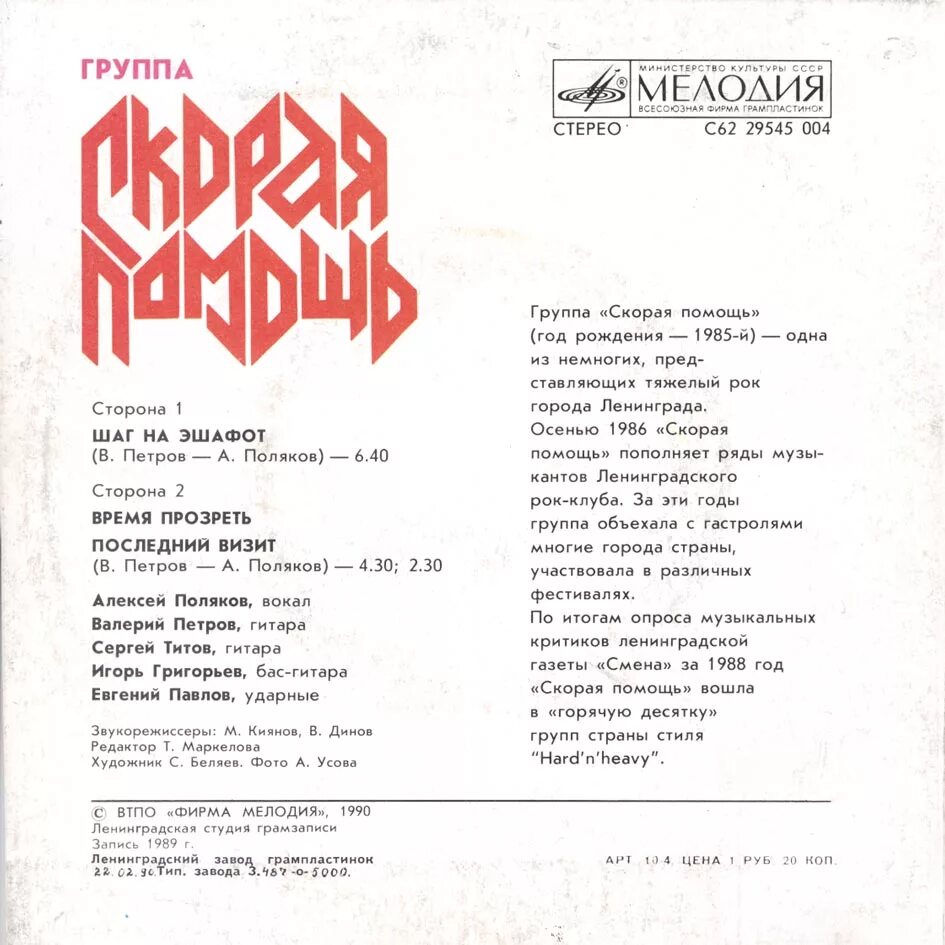 ГРУППА
СКОРАЯ
ПОМОЩЬ
МИНИСТЕРСТВО КУЛЬТУРЫ СССР
МЕЛОДИЯ
ВСЕСОЮЗНАЯ ФИРМА ГРАМПЛАСТИНОК
СТЕРЕО
С62 29545 004
Сторона 1
ШАГ НА ЭШАФОТ
(В. Петров — А. Поляков) — 6.40
Сторона 2
ВРЕМЯ ПРОЗРЕТЬ
ПОСЛЕДНИЙ ВИЗИТ
(В. Петров — А. Поляков) — 4.30; 2.30
Алексей Поляков, вокал
Валерий Петров, гитара
Сергей Титов, гитара
Игорь Григорьев, бас-гитара
Евгений Павлов, ударные
Звукорежиссеры: М. Киянов, В. Динов
Редактор Т. Маркелова
Художник С. Беляев. Фото А. Усова
Группа «Скорая помощь»
(год рождения — 1985-й) — одна
из немногих, пред-
ставляющих тяжелый рок
города Ленинграда.
Осенью 1986 «Скорая
помощь» пополняет ряды музы-
кантов Ленинградского
рок-клуба. За эти годы
группа объехала с гастролями
многие города страны,
участвовала в различных
фестивалях.
По итогам опроса музыкальных
критиков ленинградской
газеты «Смена» за 1988 год
«Скорая помощь» вошла
в «горячую десятку»
групп страны стиля
“Hard’n’heavy”.
© ВТПО «ФИРМА МЕЛОДИЯ», 1990
Ленинградская студия грамзаписи
Запись 1989 г.
Ленинградский завод грампластинок
22.02.90. Тип. завода З.487-о-5000.
АРТ. 10-4. ЦЕНА 1 РУБ. 20 КОП.